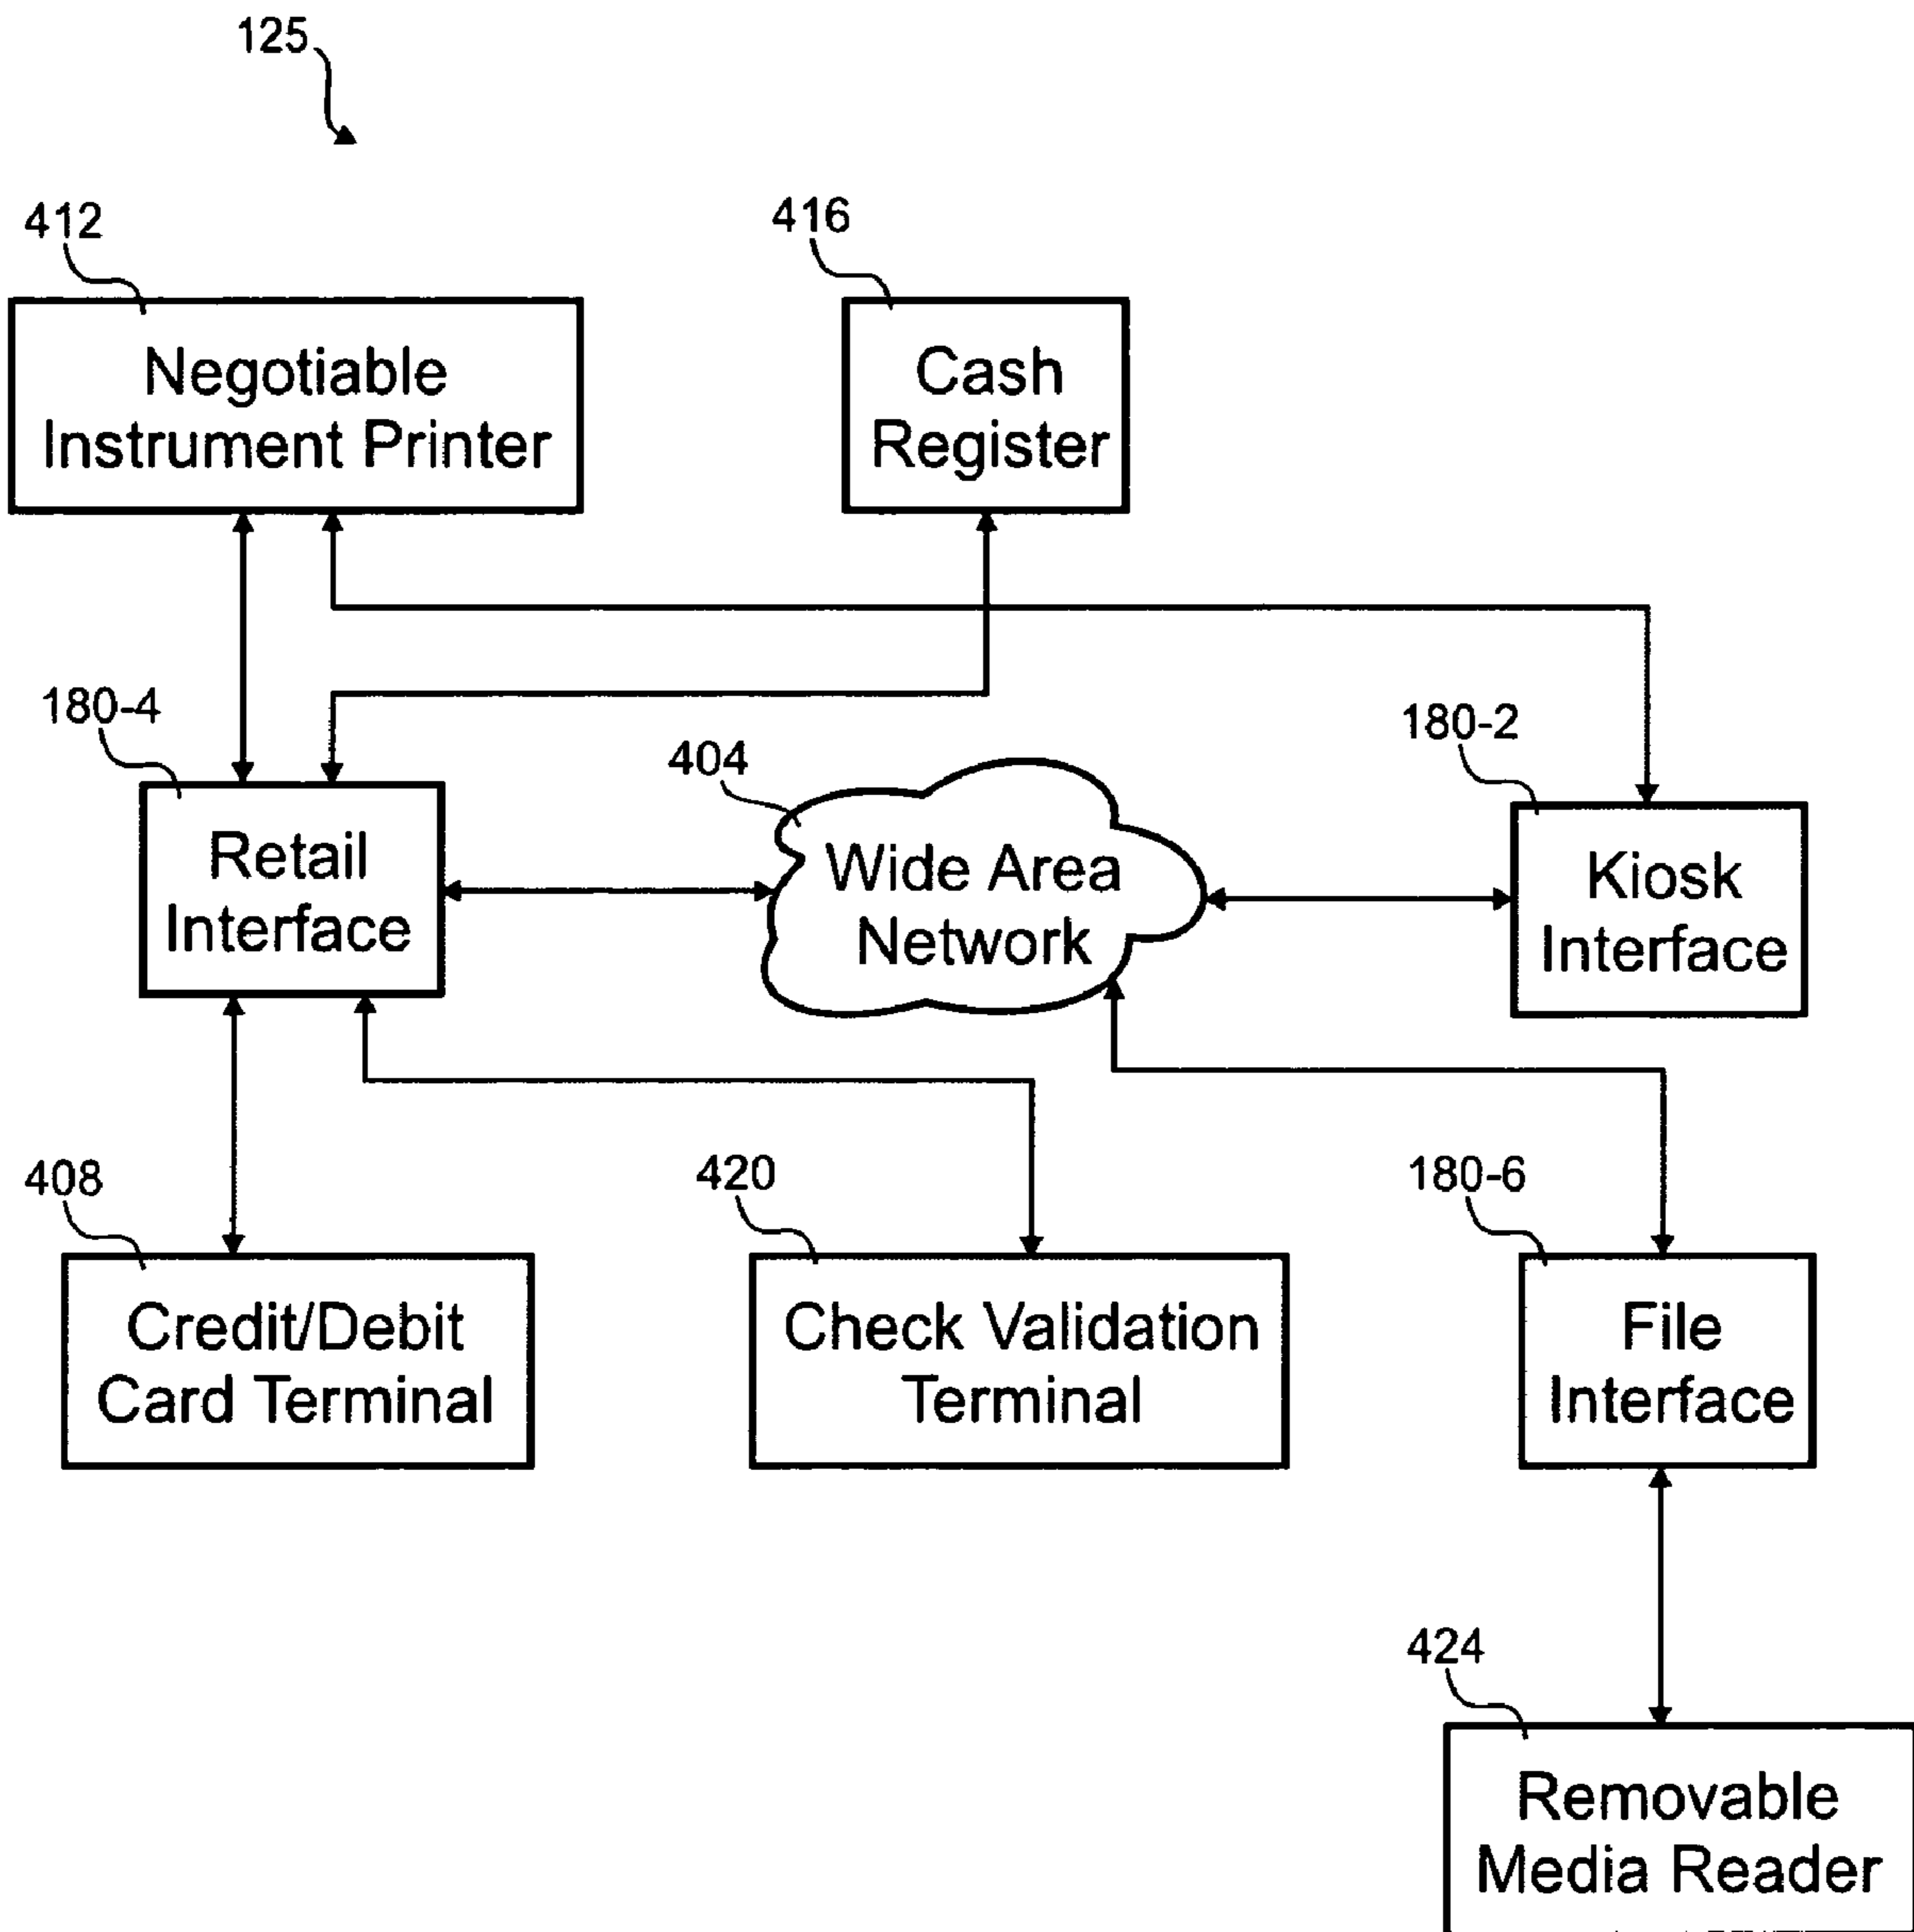 125
412
416
Negotiable
Instrument Printer
Cash
Register
180-4
404
180-2
Retail
Interface
Wide Area
Network
Kiosk
Interface
408
420
180-6
Credit/Debit
Card Terminal
Check Validation
Terminal
File
Interface
424
Removable
Media Reader